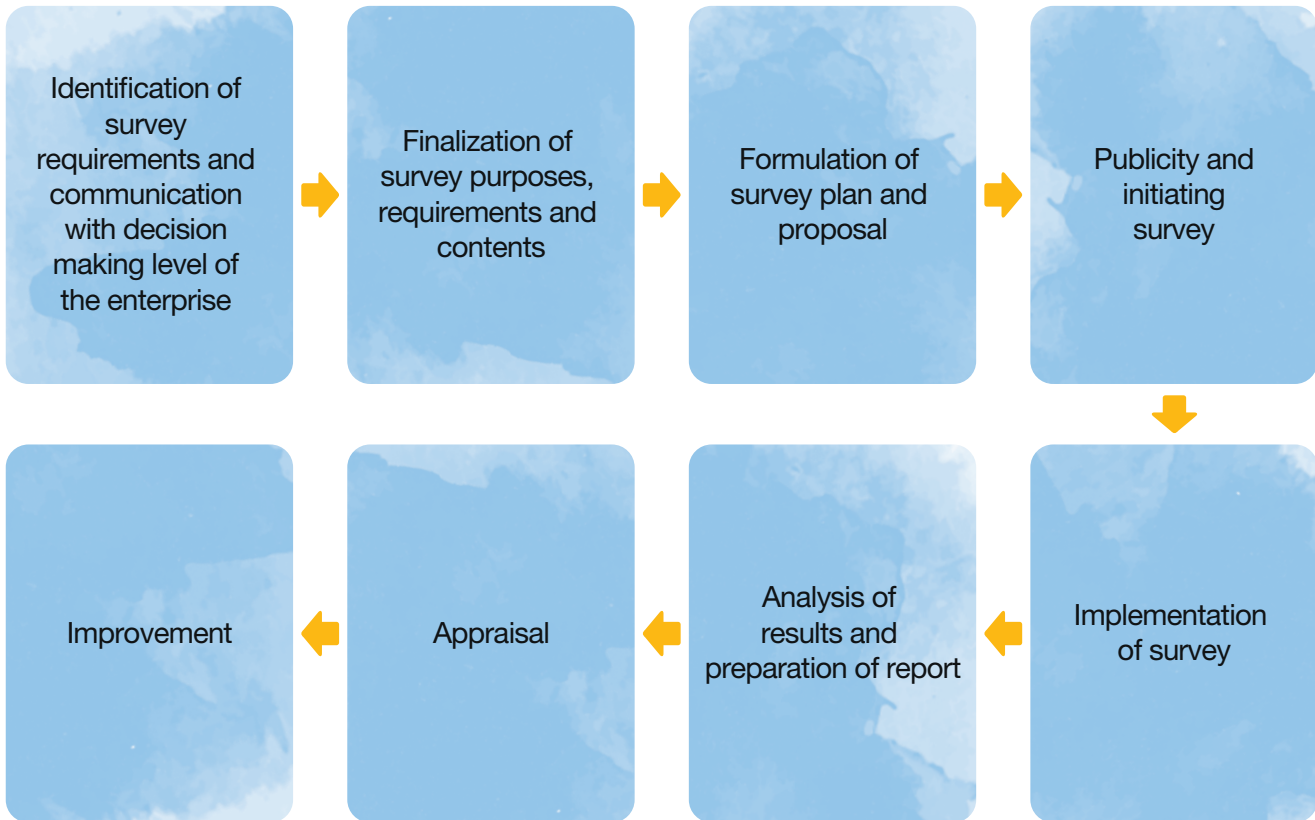 Identification of
survey
requirements and
communication
with decision
making level of
the enterprise
Finalization of
survey purposes,
requirements and
contents
Formulation of
survey plan and
proposal
Publicity and
initiating
survey
Implementation
of survey
Analysis of
results and
preparation of report
Appraisal
Improvement